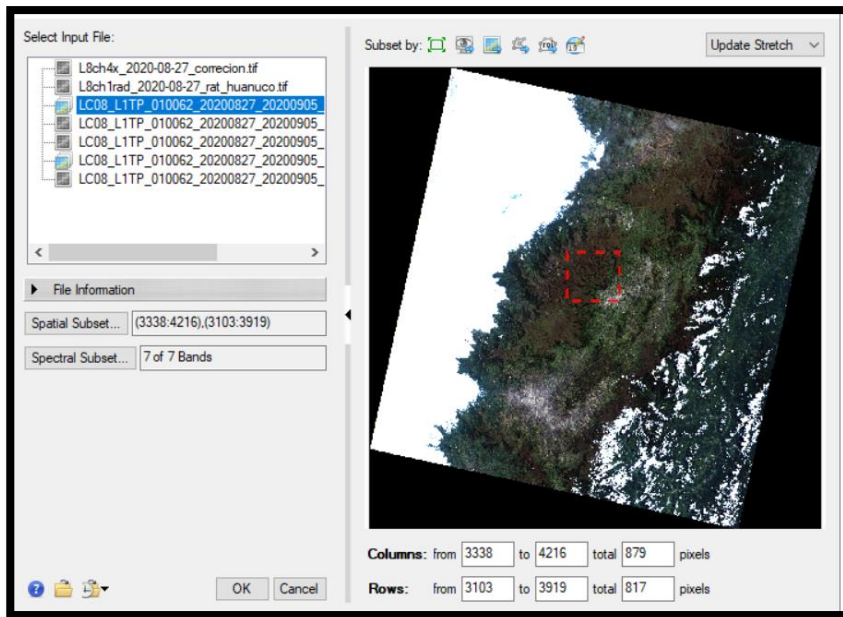 Select Input File:
L8ch4x_2020-08-27_correcion.tif
L8ch1rad_2020-08-27_rat_huanuco.tif
LC08_L1TP_010062_20200827_20200905_
LC08_L1TP_010062_20200827_20200905_
LC08_L1TP_010062_20200827_20200905_
LC08_L1TP_010062_20200827_20200905_
LC08_L1TP_010062_20200827_20200905_
File Information
Spatial Subset... (3338:4216),(3103:3919)
Spectral Subset... 7 of 7 Bands
OK Cancel
Subset by: Update Stretch
Columns: from 3338 to 4216 total 879 pixels
Rows: from 3103 to 3919 total 817 pixels